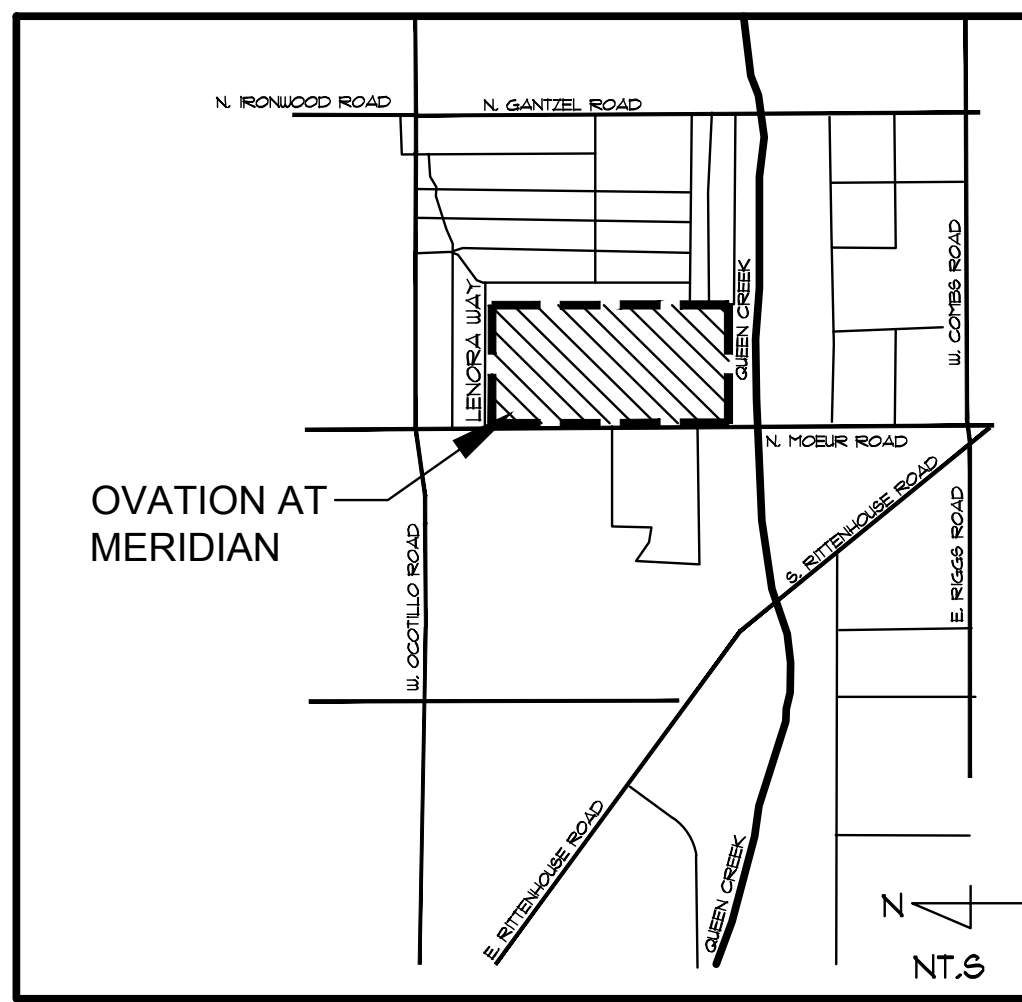 N. IRONWOOD ROAD
N. GANTZEL ROAD
W. COMBS ROAD
QUEEN CREEK
LENORA WAY
N. MOEUR ROAD
OVATION AT
MERIDIAN
S. RITTENHOUSE ROAD
E. RIGGS ROAD
W. OCOTILLO ROAD
E. RITTENHOUSE ROAD
QUEEN CREEK
N
NT.S